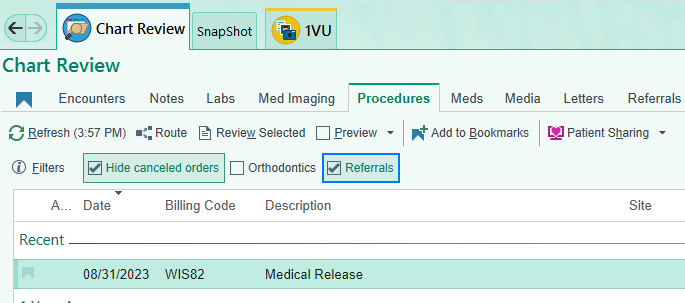 Chart Review SnapShot 1VU
Chart Review
Encounters Notes Labs Med Imaging Procedures Meds Media Letters Referrals
Refresh (3:57 PM) Route Review Selected Preview Add to Bookmarks Patient Sharing
Filters Hide canceled orders Orthodontics Referrals
A... Date Billing Code Description Site
Recent
08/31/2023 WIS82 Medical Release